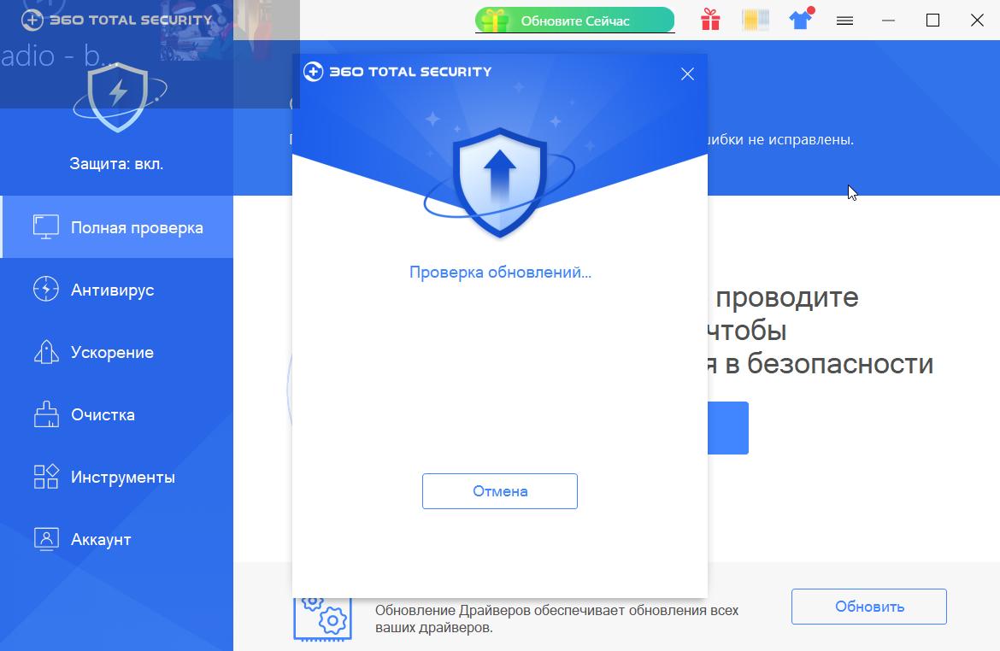 360 TOTAL SECURITY
Обновите Сейчас
adio - b...
Защита: вкл.
Полная проверка
Антивирус
Ускорение
Очистка
Инструменты
Аккаунт
360 TOTAL SECURITY
Проверка обновлений...
Отмена
не исправлены.
проводите
чтобы
в безопасности
Обновление Драйверов обеспечивает обновления всех
ваших драйверов.
Обновить